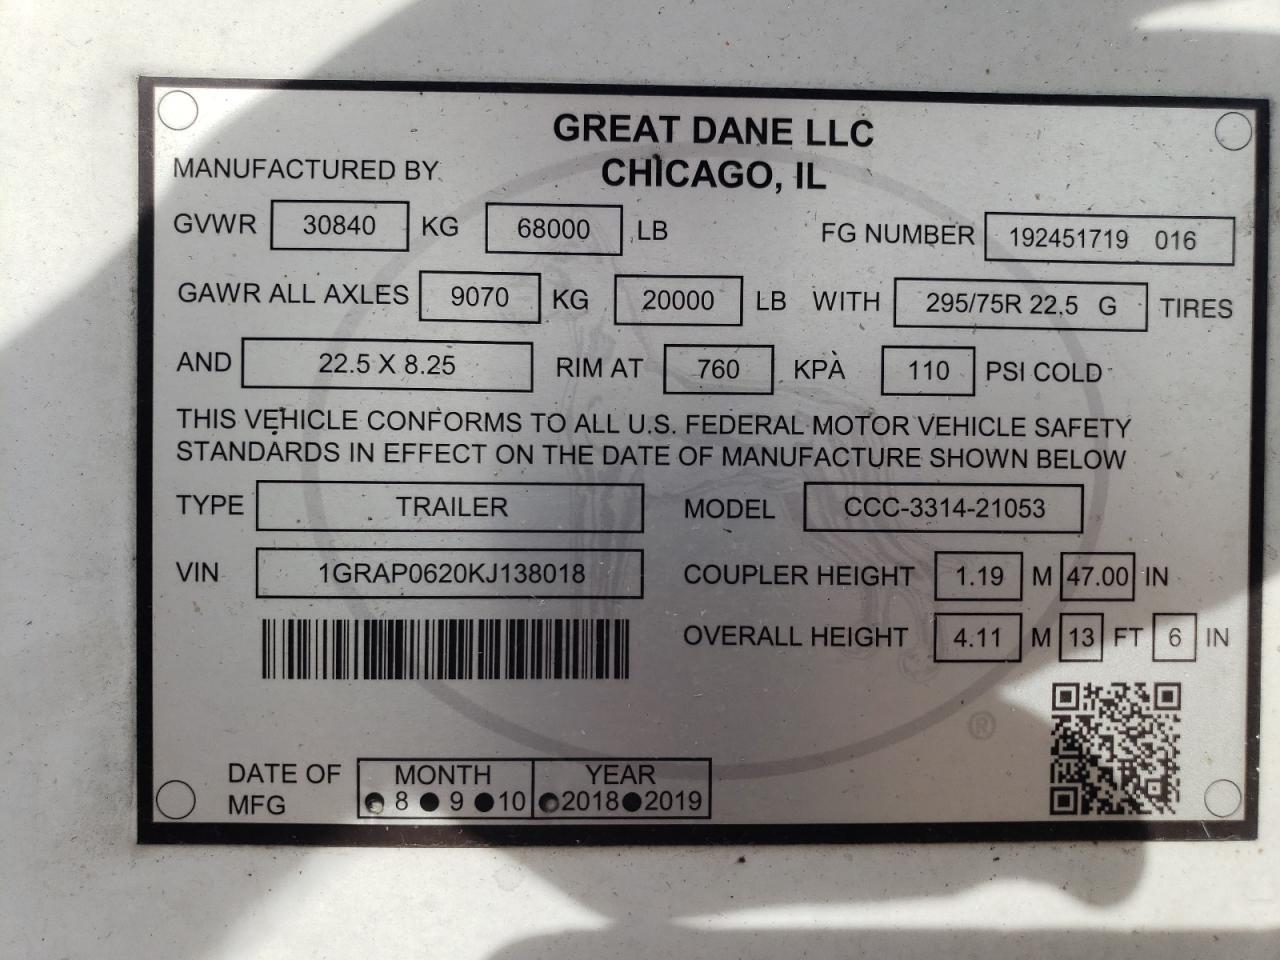 GREAT DANE LLC
MANUFACTURED BY CHICAGO, IL
GVWR 30840 KG 68000 LB FG NUMBER 192451719 016
GAWR ALL AXLES 9070 KG 20000 LB WITH 295/75R 22.5 G TIRES
AND 22.5 X 8.25 RIM AT 760 KPA 110 PSI COLD
THIS VEHICLE CONFORMS TO ALL U.S. FEDERAL MOTOR VEHICLE SAFETY
STANDARDS IN EFFECT ON THE DATE OF MANUFACTURE SHOWN BELOW
TYPE TRAILER MODEL CCC-3314-21053
VIN 1GRAP0620KJ138018 COUPLER HEIGHT 1.19 M 47.00 IN
OVERALL HEIGHT 4.11 M 13 FT 6 IN
®
DATE OF MFG MONTH YEAR
8 9 10 2018 2019